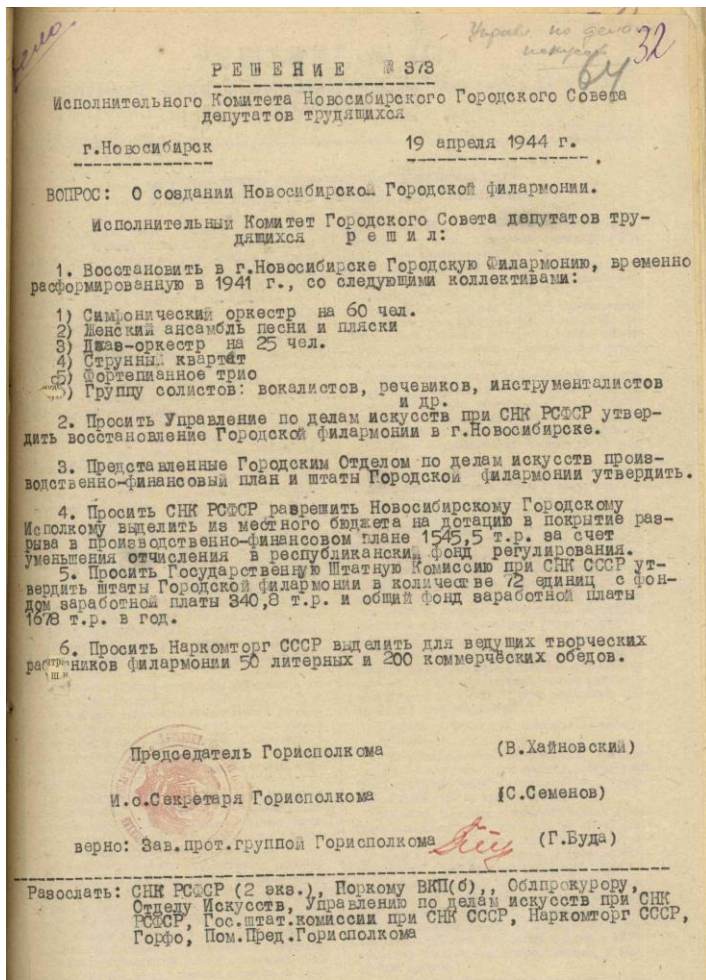 дело
Управл. по делам
искусств
32
64
РЕШЕНИЕ № 373
Исполнительного Комитета Новосибирского Городского Совета
депутатов трудящихся
г.Новосибирск 19 апреля 1944 г.
ВОПРОС: О создании Новосибирской Городской филармонии.
Исполнительный Комитет Городского Совета депутатов тру-
дящихся решил:
1. Восстановить в г.Новосибирске Городскую Филармонию, временно
расформированную в 1941 г., со следующими коллективами:
1) Симфонический оркестр на 60 чел.
2) Женский ансамбль песни и пляски
3) Джаз-оркестр на 25 чел.
4) Струнный квартет
5) Фортепианное трио
) Группу солистов: вокалистов, речевиков, инструменталистов
и др.
2. Просить Управление по делам искусств при СНК РСФСР утвер-
дить восстановление Городской филармонии в г.Новосибирске.
3. Представленные Городским Отделом по делам искусств произ-
водственно-финансовый план и штаты Городской филармонии утвердить.
4. Просить СНК РСФСР разрешить Новосибирскому Городскому
Исполкому выделить из местного бюджета на дотацию в покрытие раз-
рыва в производственно-финансовом плане 1545,5 т.р. за счет
уменьшения отчисления в республиканский фонд регулирования.
5. Просить Государственную Штатную Комиссию при СНК СССР ут-
вердить штаты Городской филармонии в количестве 72 единиц с фон-
дом заработной платы 340,8 т.р. и общий фонд заработной платы
1678 т.р. в год.
6. Просить Наркомторг СССР выделить для ведущих творческих
работников филармонии 50 литерных и 200 коммерческих обедов.
Председатель Горисполкома (В.Хайновский)
И.о.Секретаря Горисполкома (С.Семенов)
верно: Зав.прот.группой Горисполкома (Г.Буда)
Разослать: СНК РСФСР (2 экз.), Горкому ВКП(б),, Облпрокурору,
Отделу Искусств, Управлению по делам искусств при СНК
РСФСР, Гос.штат.комиссии при СНК СССР, Наркомторг СССР,
Горфо, Пом.Пред.Горисполкома